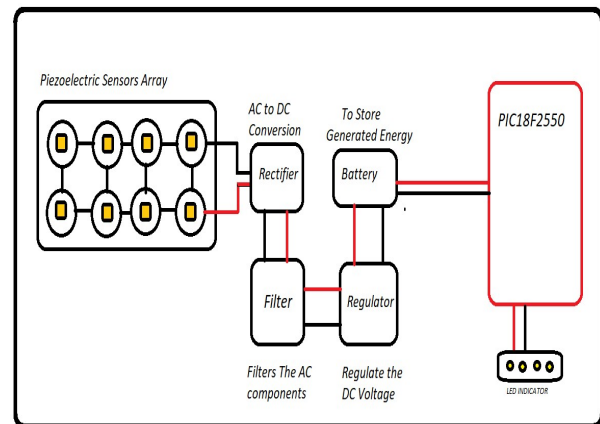 Piezoelectric Sensors Array
AC to DC
Conversion
Rectifier
To Store
Generated Energy
Battery
PIC18F2550
Filter
Regulator
Filters The AC
components
Regulate the
DC Voltage
LED INDICATOR